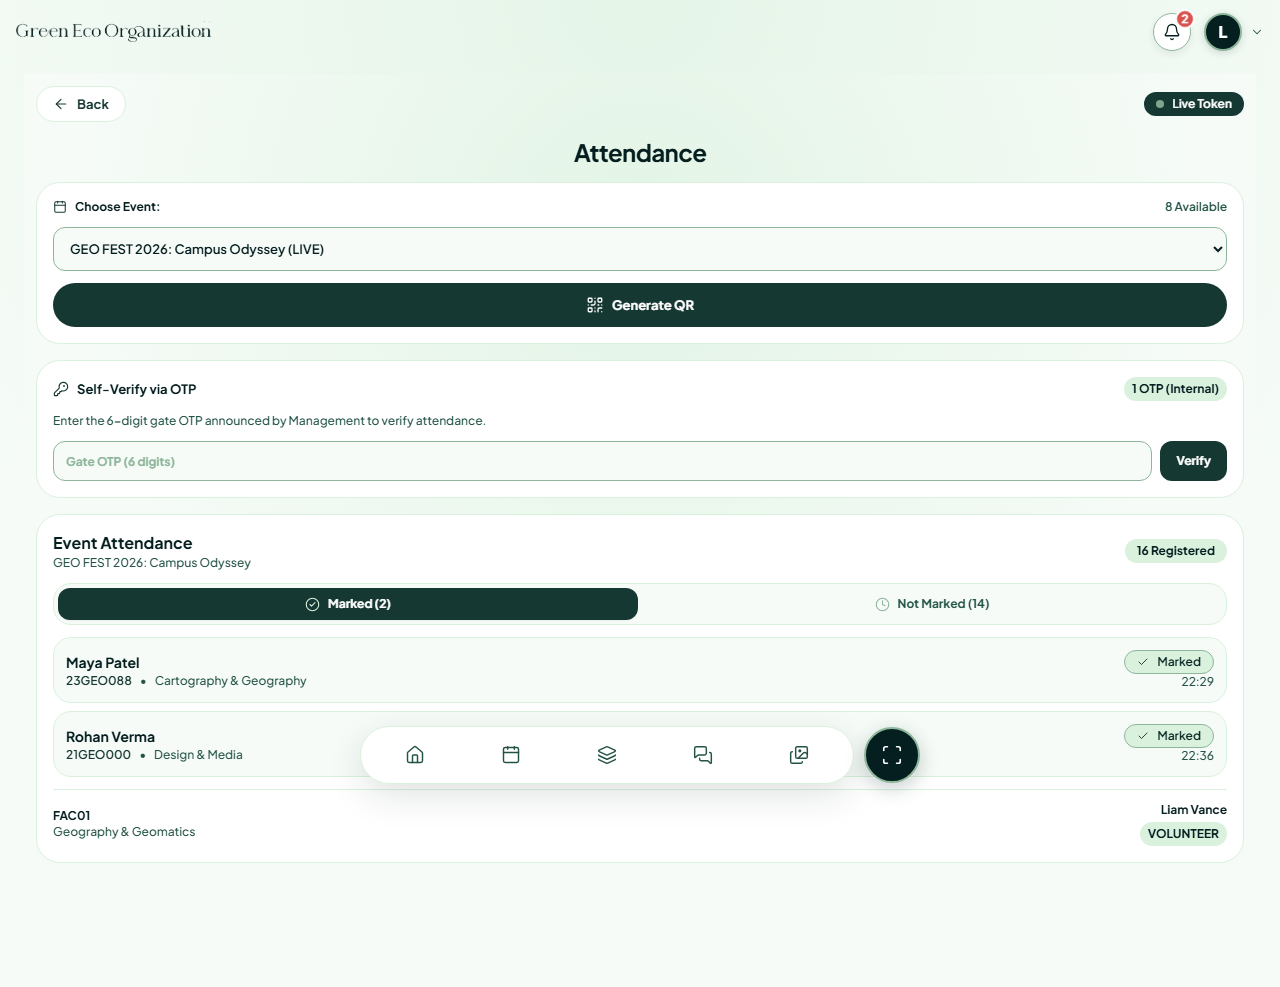 Green Eco Organization
2
L
Back
Live Token
Attendance
Choose Event:
8 Available
GEO FEST 2026: Campus Odyssey (LIVE)
Generate QR
Self-Verify via OTP
1 OTP (Internal)
Enter the 6-digit gate OTP announced by Management to verify attendance.
Gate OTP (6 digits)
Verify
Event Attendance
GEO FEST 2026: Campus Odyssey
16 Registered
Marked (2)
Not Marked (14)
Maya Patel
23GEO088 • Cartography & Geography
Marked
22:29
Rohan Verma
21GEO000 • Design & Media
Marked
22:36
FAC01
Geography & Geomatics
Liam Vance
VOLUNTEER